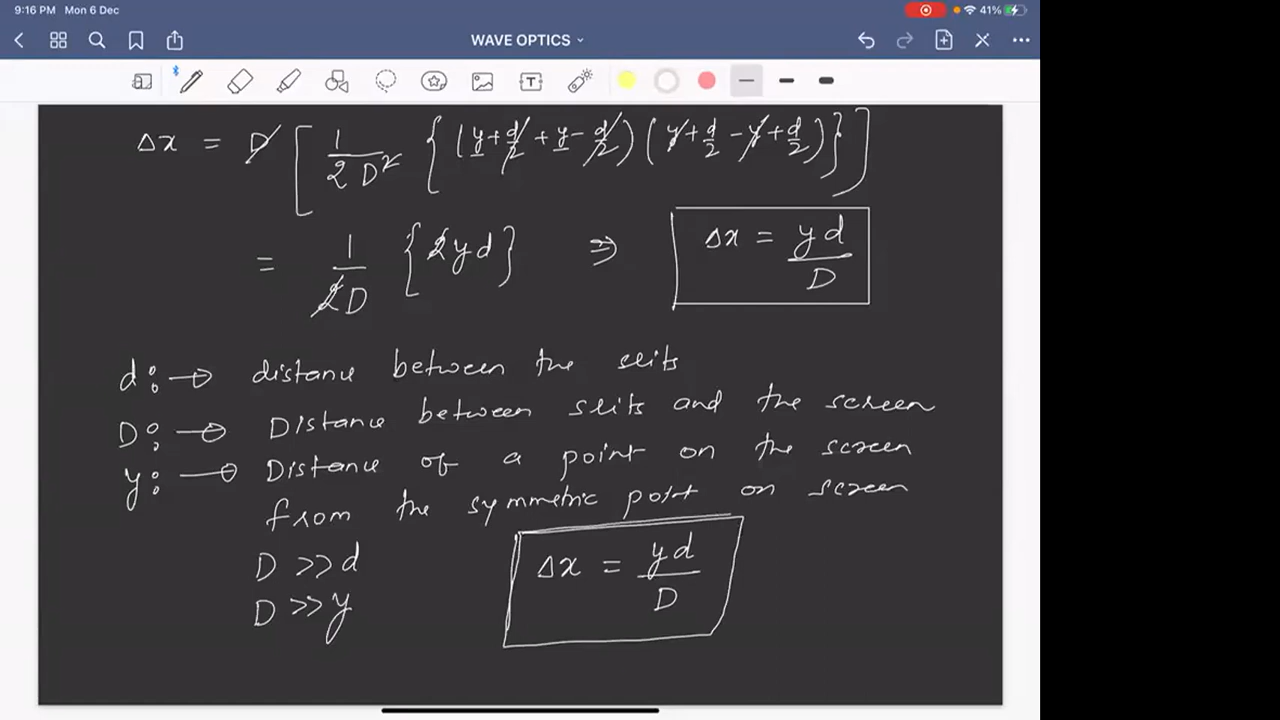 9:16 PM Mon 6 Dec 41%
WAVE OPTICS
Δx = D [ 1/2D² { (y+d/2+y-d/2) (y+d/2-y+d/2) } ]
= 1/2D {2yd} ⇒ Δx = yd/D
d: → distance between the slits
D: → Distance between slits and the screen
y: → Distance of a point on the screen
from the symmetric point on screen
D >> d
D >> y
Δx = yd/D